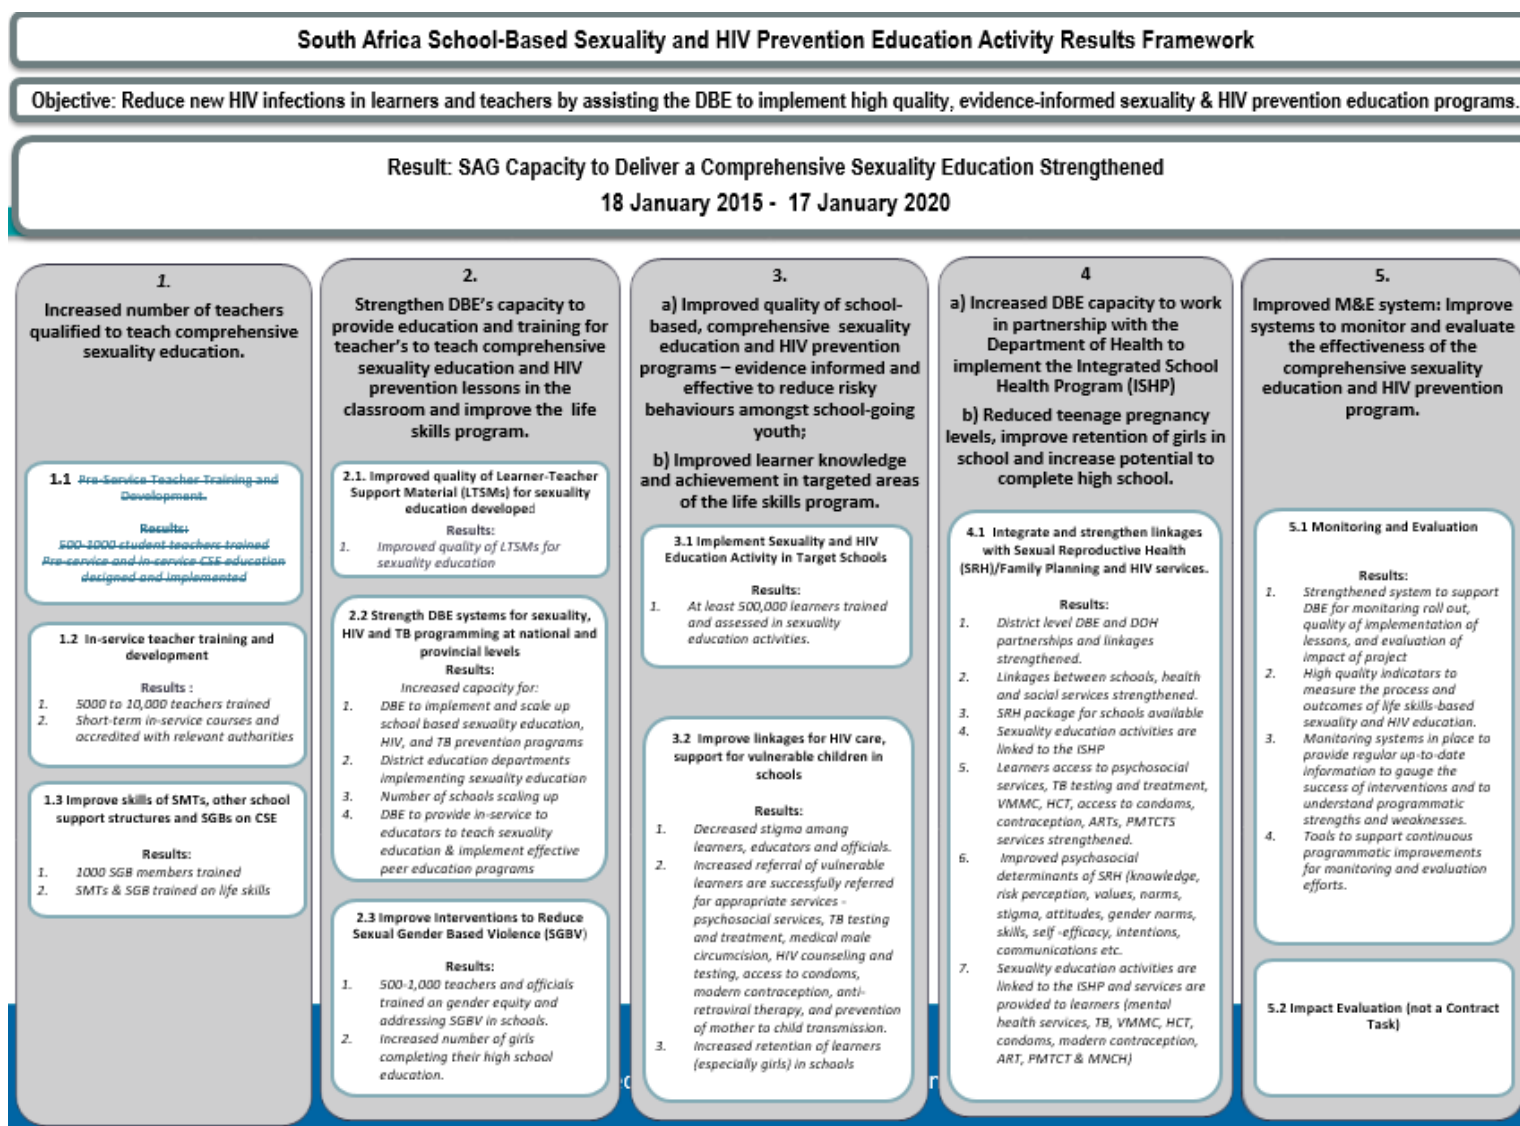 South Africa School-Based Sexuality and HIV Prevention Education Activity Results Framework
Objective: Reduce new HIV infections in learners and teachers by assisting the DBE to implement high quality, evidence-informed sexuality & HIV prevention education programs.
Result: SAG Capacity to Deliver a Comprehensive Sexuality Education Strengthened
18 January 2015 - 17 January 2020
1.
Increased number of teachers
qualified to teach comprehensive
sexuality education.
1.1 Pre-Service Teacher Training and
Development.
Results:
500-1000 student teachers trained
Pre-service and in-service CSE education
designed and implemented
1.2 In-service teacher training and
development
Results :
1. 5000 to 10,000 teachers trained
2. Short-term in-service courses and
accredited with relevant authorities
1.3 Improve skills of SMTs, other school
support structures and SGBs on CSE
Results:
1. 1000 SGB members trained
2. SMTs & SGB trained on life skills
2.
Strengthen DBE's capacity to
provide education and training for
teacher's to teach comprehensive
sexuality education and HIV
prevention lessons in the
classroom and improve the life
skills program.
2.1. Improved quality of Learner-Teacher
Support Material (LTSMs) for sexuality
education developed
Results:
1. Improved quality of LTSMs for
sexuality education
2.2 Strength DBE systems for sexuality,
HIV and TB programming at national and
provincial levels
Results:
Increased capacity for:
1. DBE to implement and scale up
school based sexuality education,
HIV, and TB prevention programs
2. District education departments
implementing sexuality education
3. Number of schools scaling up
4. DBE to provide in-service to
educators to teach sexuality
education & implement effective
peer education programs
2.3 Improve Interventions to Reduce
Sexual Gender Based Violence (SGBV)
Results:
1. 500-1,000 teachers and officials
trained on gender equity and
addressing SGBV in schools.
2. Increased number of girls
completing their high school
education.
3.
a) Improved quality of school-
based, comprehensive sexuality
education and HIV prevention
programs – evidence informed and
effective to reduce risky
behaviours amongst school-going
youth;
b) Improved learner knowledge
and achievement in targeted areas
of the life skills program.
3.1 Implement Sexuality and HIV
Education Activity in Target Schools
Results:
1. At least 500,000 learners trained
and assessed in sexuality
education activities.
3.2 Improve linkages for HIV care,
support for vulnerable children in
schools
Results:
1. Decreased stigma among
learners, educators and officials.
2. Increased referral of vulnerable
learners are successfully referred
for appropriate services -
psychosocial services, TB testing
and treatment, medical male
circumcision, HIV counseling and
testing, access to condoms,
modern contraception, anti-
retroviral therapy, and prevention
of mother to child transmission.
3. Increased retention of learners
(especially girls) in schools
4
a) Increased DBE capacity to work
in partnership with the
Department of Health to
implement the Integrated School
Health Program (ISHP)
b) Reduced teenage pregnancy
levels, improve retention of girls in
school and increase potential to
complete high school.
4.1 Integrate and strengthen linkages
with Sexual Reproductive Health
(SRH)/Family Planning and HIV services.
Results:
1. District level DBE and DOH
partnerships and linkages
strengthened.
2. Linkages between schools, health
and social services strengthened.
3. SRH package for schools available
4. Sexuality education activities are
linked to the ISHP
5. Learners access to psychosocial
services, TB testing and treatment,
VMMC, HCT, access to condoms,
contraception, ARTs, PMTCTS
services strengthened.
6. Improved psychosocial
determinants of SRH (knowledge,
risk perception, values, norms,
stigma, attitudes, gender norms,
skills, self -efficacy, intentions,
communications etc.
7. Sexuality education activities are
linked to the ISHP and services are
provided to learners (mental
health services, TB, VMMC, HCT,
condoms, modern contraception,
ART, PMTCT & MNCH)
5.
Improved M&E system: Improve
systems to monitor and evaluate
the effectiveness of the
comprehensive sexuality
education and HIV prevention
program.
5.1 Monitoring and Evaluation
Results:
1. Strengthened system to support
DBE for monitoring roll out,
quality of implementation of
lessons, and evaluation of
impact of project
2. High quality indicators to
measure the process and
outcomes of life skills-based
sexuality and HIV education.
3. Monitoring systems in place to
provide regular up-to-date
information to gauge the
success of interventions and to
understand programmatic
strengths and weaknesses.
4. Tools to support continuous
programmatic improvements
for monitoring and evaluation
efforts.
5.2 Impact Evaluation (not a Contract
Task)